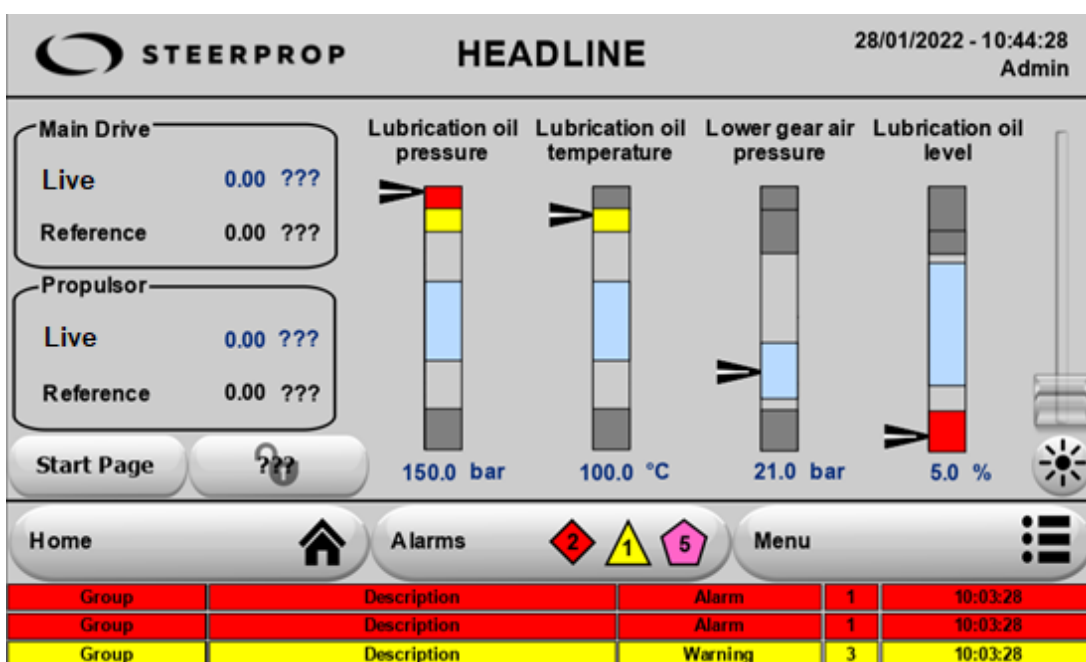 STEERPROP
HEADLINE
28/01/2022 - 10:44:28
Admin
Main Drive
Live 0.00 ???
Reference 0.00 ???
Propulsor
Live 0.00 ???
Reference 0.00 ???
Lubrication oil pressure
150.0 bar
Lubrication oil temperature
100.0 °C
Lower gear air pressure
21.0 bar
Lubrication oil level
5.0 %
Start Page
???
Home
Alarms 2 1 5
Menu
Group Description Alarm 1 10:03:28
Group Description Alarm 1 10:03:28
Group Description Warning 3 10:03:28